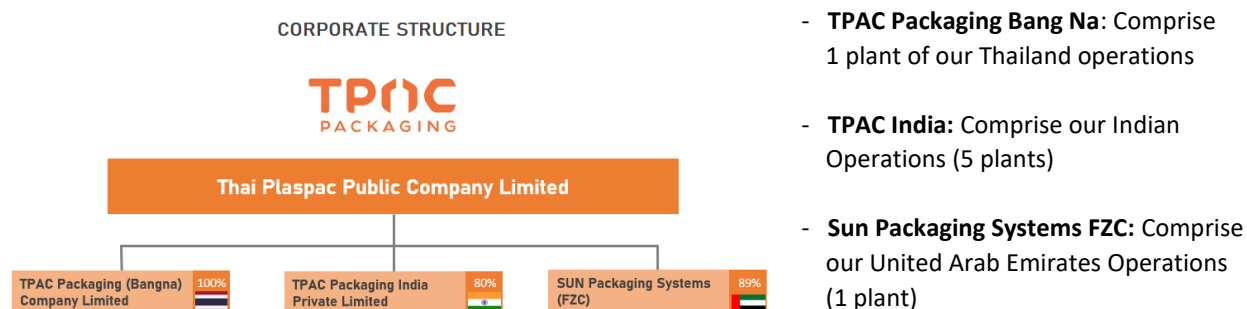 CORPORATE STRUCTURE
TPAC
PACKAGING
Thai Plaspac Public Company Limited
TPAC Packaging (Bangna) 100%
Company Limited
TPAC Packaging India 80%
Private Limited
SUN Packaging Systems 89%
(FZC)
- TPAC Packaging Bang Na: Comprise
1 plant of our Thailand operations
- TPAC India: Comprise our Indian
Operations (5 plants)
- Sun Packaging Systems FZC: Comprise
our United Arab Emirates Operations
(1 plant)